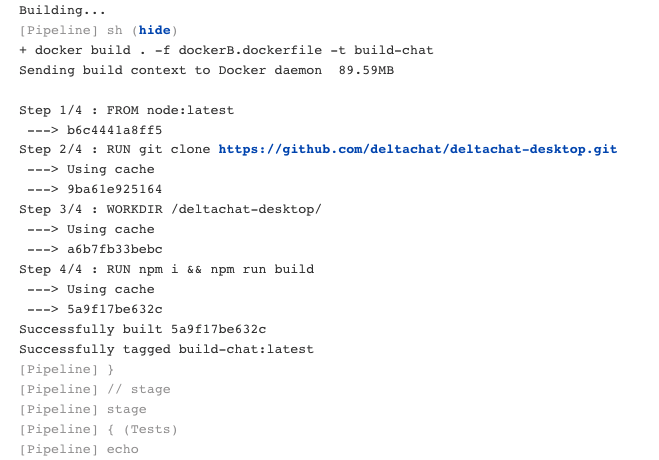 Building...
[Pipeline] sh (hide)
+ docker build . -f dockerB.dockerfile -t build-chat
Sending build context to Docker daemon  89.59MB
Step 1/4 : FROM node:latest
---> b6c4441a8ff5
Step 2/4 : RUN git clone https://github.com/deltachat/deltachat-desktop.git
---> Using cache
---> 9ba61e925164
Step 3/4 : WORKDIR /deltachat-desktop/
---> Using cache
---> a6b7fb33bebc
Step 4/4 : RUN npm i && npm run build
---> Using cache
---> 5a9f17be632c
Successfully built 5a9f17be632c
Successfully tagged build-chat:latest
[Pipeline] }
[Pipeline] // stage
[Pipeline] stage
[Pipeline] { (Tests)
[Pipeline] echo